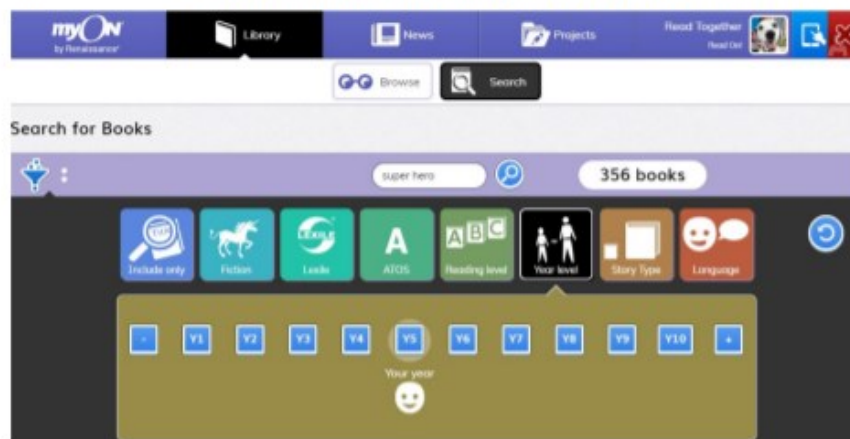 myON
by Renaissance
Library
News
Projects
Read Together
Read On!
Browse
Search
Search for Books
super hero
356 books
Include only
Fiction
LEXILE
Lexile
A
ATOS
A B C
Reading level
Year level
Story Type
Language
- Y1 Y2 Y3 Y4 Y5 Y6 Y7 Y8 Y9 Y10 +
Your year